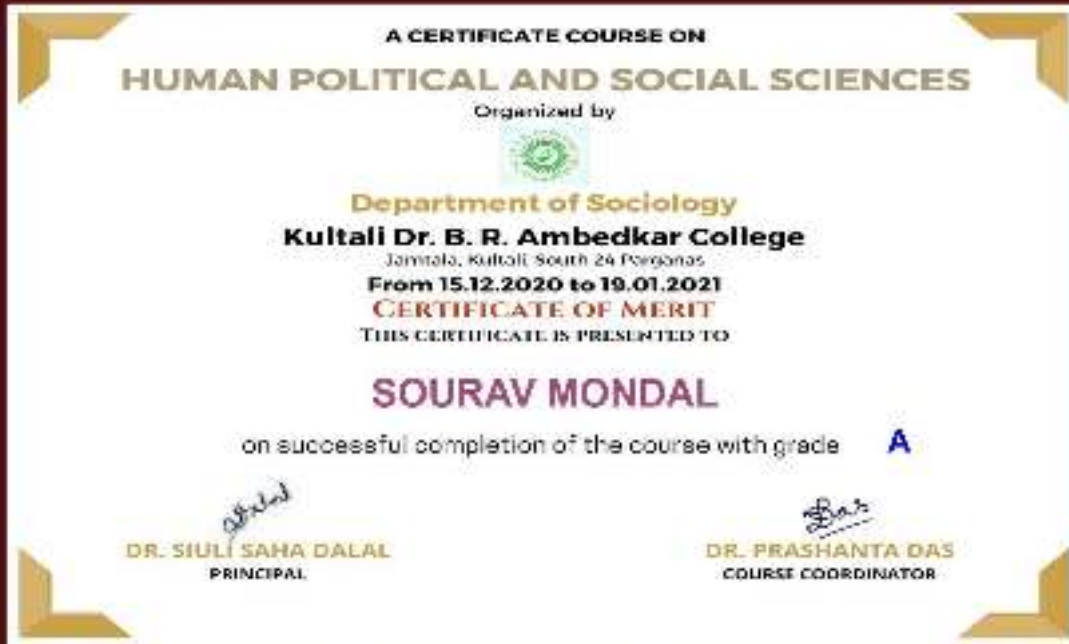 A CERTIFICATE COURSE ON
HUMAN POLITICAL AND SOCIAL SCIENCES
Organized by
Department of Sociology
Kultali Dr. B. R. Ambedkar College
Jamtala, Kultali, South 24 Parganas
From 15.12.2020 to 19.01.2021
CERTIFICATE OF MERIT
THIS CERTIFICATE IS PRESENTED TO
SOURAV MONDAL
on successful completion of the course with grade A
DR. SIULI SAHA DALAL
PRINCIPAL
DR. PRASHANTA DAS
COURSE COORDINATOR